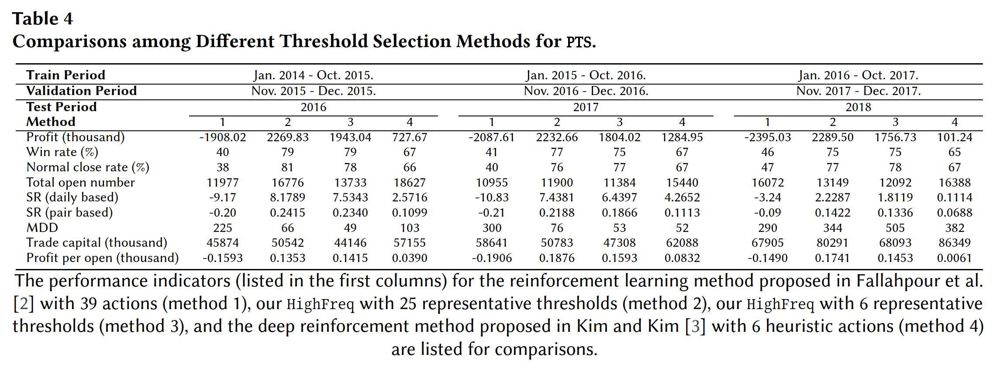 Table 4
Comparisons among Different Threshold Selection Methods for PTS.
Train Period Jan. 2014 - Oct. 2015. Jan. 2015 - Oct. 2016. Jan. 2016 - Oct. 2017.
Validation Period Nov. 2015 - Dec. 2015. Nov. 2016 - Dec. 2016. Nov. 2017 - Dec. 2017.
Test Period 2016 2017 2018
Method 1 2 3 4 1 2 3 4 1 2 3 4
Profit (thousand) -1908.02 2269.83 1943.04 727.67 -2087.61 2232.66 1804.02 1284.95 -2395.03 2289.50 1756.73 101.24
Win rate (%) 40 79 79 67 41 77 75 67 46 75 75 65
Normal close rate (%) 38 81 78 66 40 76 77 67 47 77 78 67
Total open number 11977 16776 13733 18627 10955 11900 11384 15440 16072 13149 12092 16388
SR (daily based) -9.17 8.1789 7.5343 2.5716 -10.83 7.4381 6.4397 4.2652 -3.24 2.2287 1.8119 0.1114
SR (pair based) -0.20 0.2415 0.2340 0.1099 -0.21 0.2188 0.1866 0.1113 -0.09 0.1422 0.1336 0.0688
MDD 225 66 49 103 300 76 53 52 290 344 505 382
Trade capital (thousand) 45874 50542 44146 57155 58641 50783 47308 62088 67905 80291 68093 86349
Profit per open (thousand) -0.1593 0.1353 0.1415 0.0390 -0.1906 0.1876 0.1593 0.0832 -0.1490 0.1741 0.1453 0.0061
The performance indicators (listed in the first columns) for the reinforcement learning method proposed in Fallahpour et al.
[2] with 39 actions (method 1), our HighFreq with 25 representative thresholds (method 2), our HighFreq with 6 representative
thresholds (method 3), and the deep reinforcement method proposed in Kim and Kim [3] with 6 heuristic actions (method 4)
are listed for comparisons.